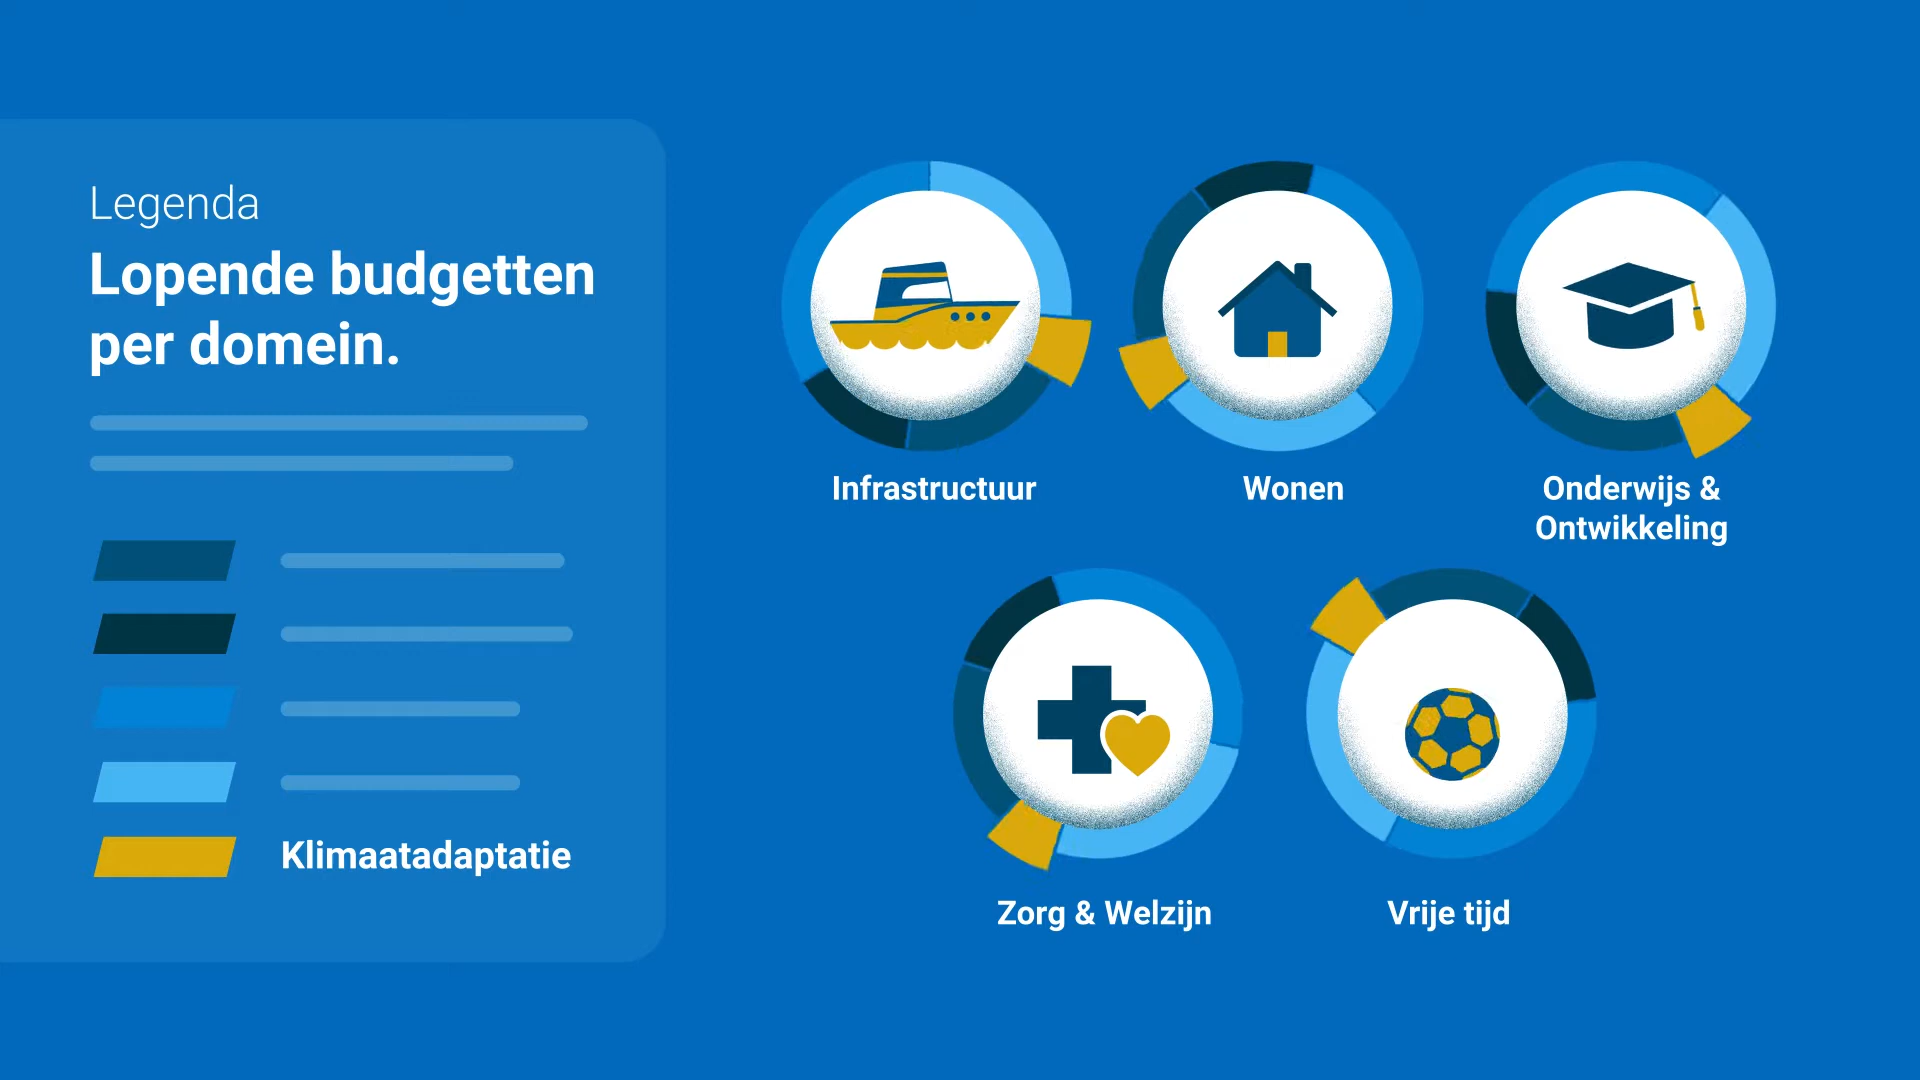 Legenda
Lopende budgetten
per domein.
Klimaatadaptatie
Infrastructuur
Wonen
Onderwijs &
Ontwikkeling
Zorg & Welzijn
Vrije tijd